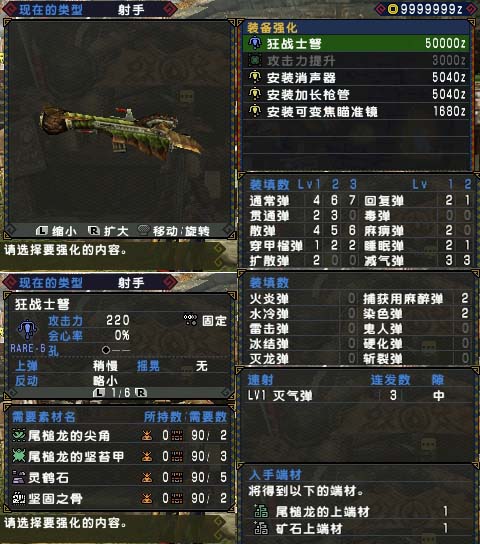 现在的类型 射手
9999999z
装备强化
狂战士弩 50000z
攻击力提升 3000z
安装消声器 5040z
安装加长枪管 5040z
安装可变焦瞄准镜 1680z
L 缩小 R 扩大 移动/旋转
请选择要强化的内容。
装填数 Lv1 2 3 Lv 1 2
通常弹 4 6 7 回复弹 2 1
贯通弹 2 3 0 毒弹 0 0
散弹 4 5 6 麻痹弹 2 0
穿甲榴弹 1 2 2 睡眠弹 2 1
扩散弹 2 0 0 减气弹 3 3
现在的类型 射手
狂战士弩
攻击力 220 固定
会心率 0%
RARE-6 孔 ●――
上弹 稍慢 摇晃 无
反动 略小
L 1/6 R
装填数
火炎弹 0 捕获用麻醉弹 2
水冷弹 0 染色弹 2
雷击弹 0 鬼人弹 0
冰结弹 0 硬化弹 0
灭龙弹 0 斩裂弹 0
速射 连发数 隙
LV1 灭气弹 3 中
需要素材名 所持数/需要数
尾槌龙的尖角 0 90/ 2
尾槌龙的坚苔甲 0 90/ 3
灵鹤石 0 90/ 5
坚固之骨 0 90/ 2
请选择要强化的内容。
入手端材
将得到以下的端材。
尾槌龙的上端材 1
矿石上端材 1